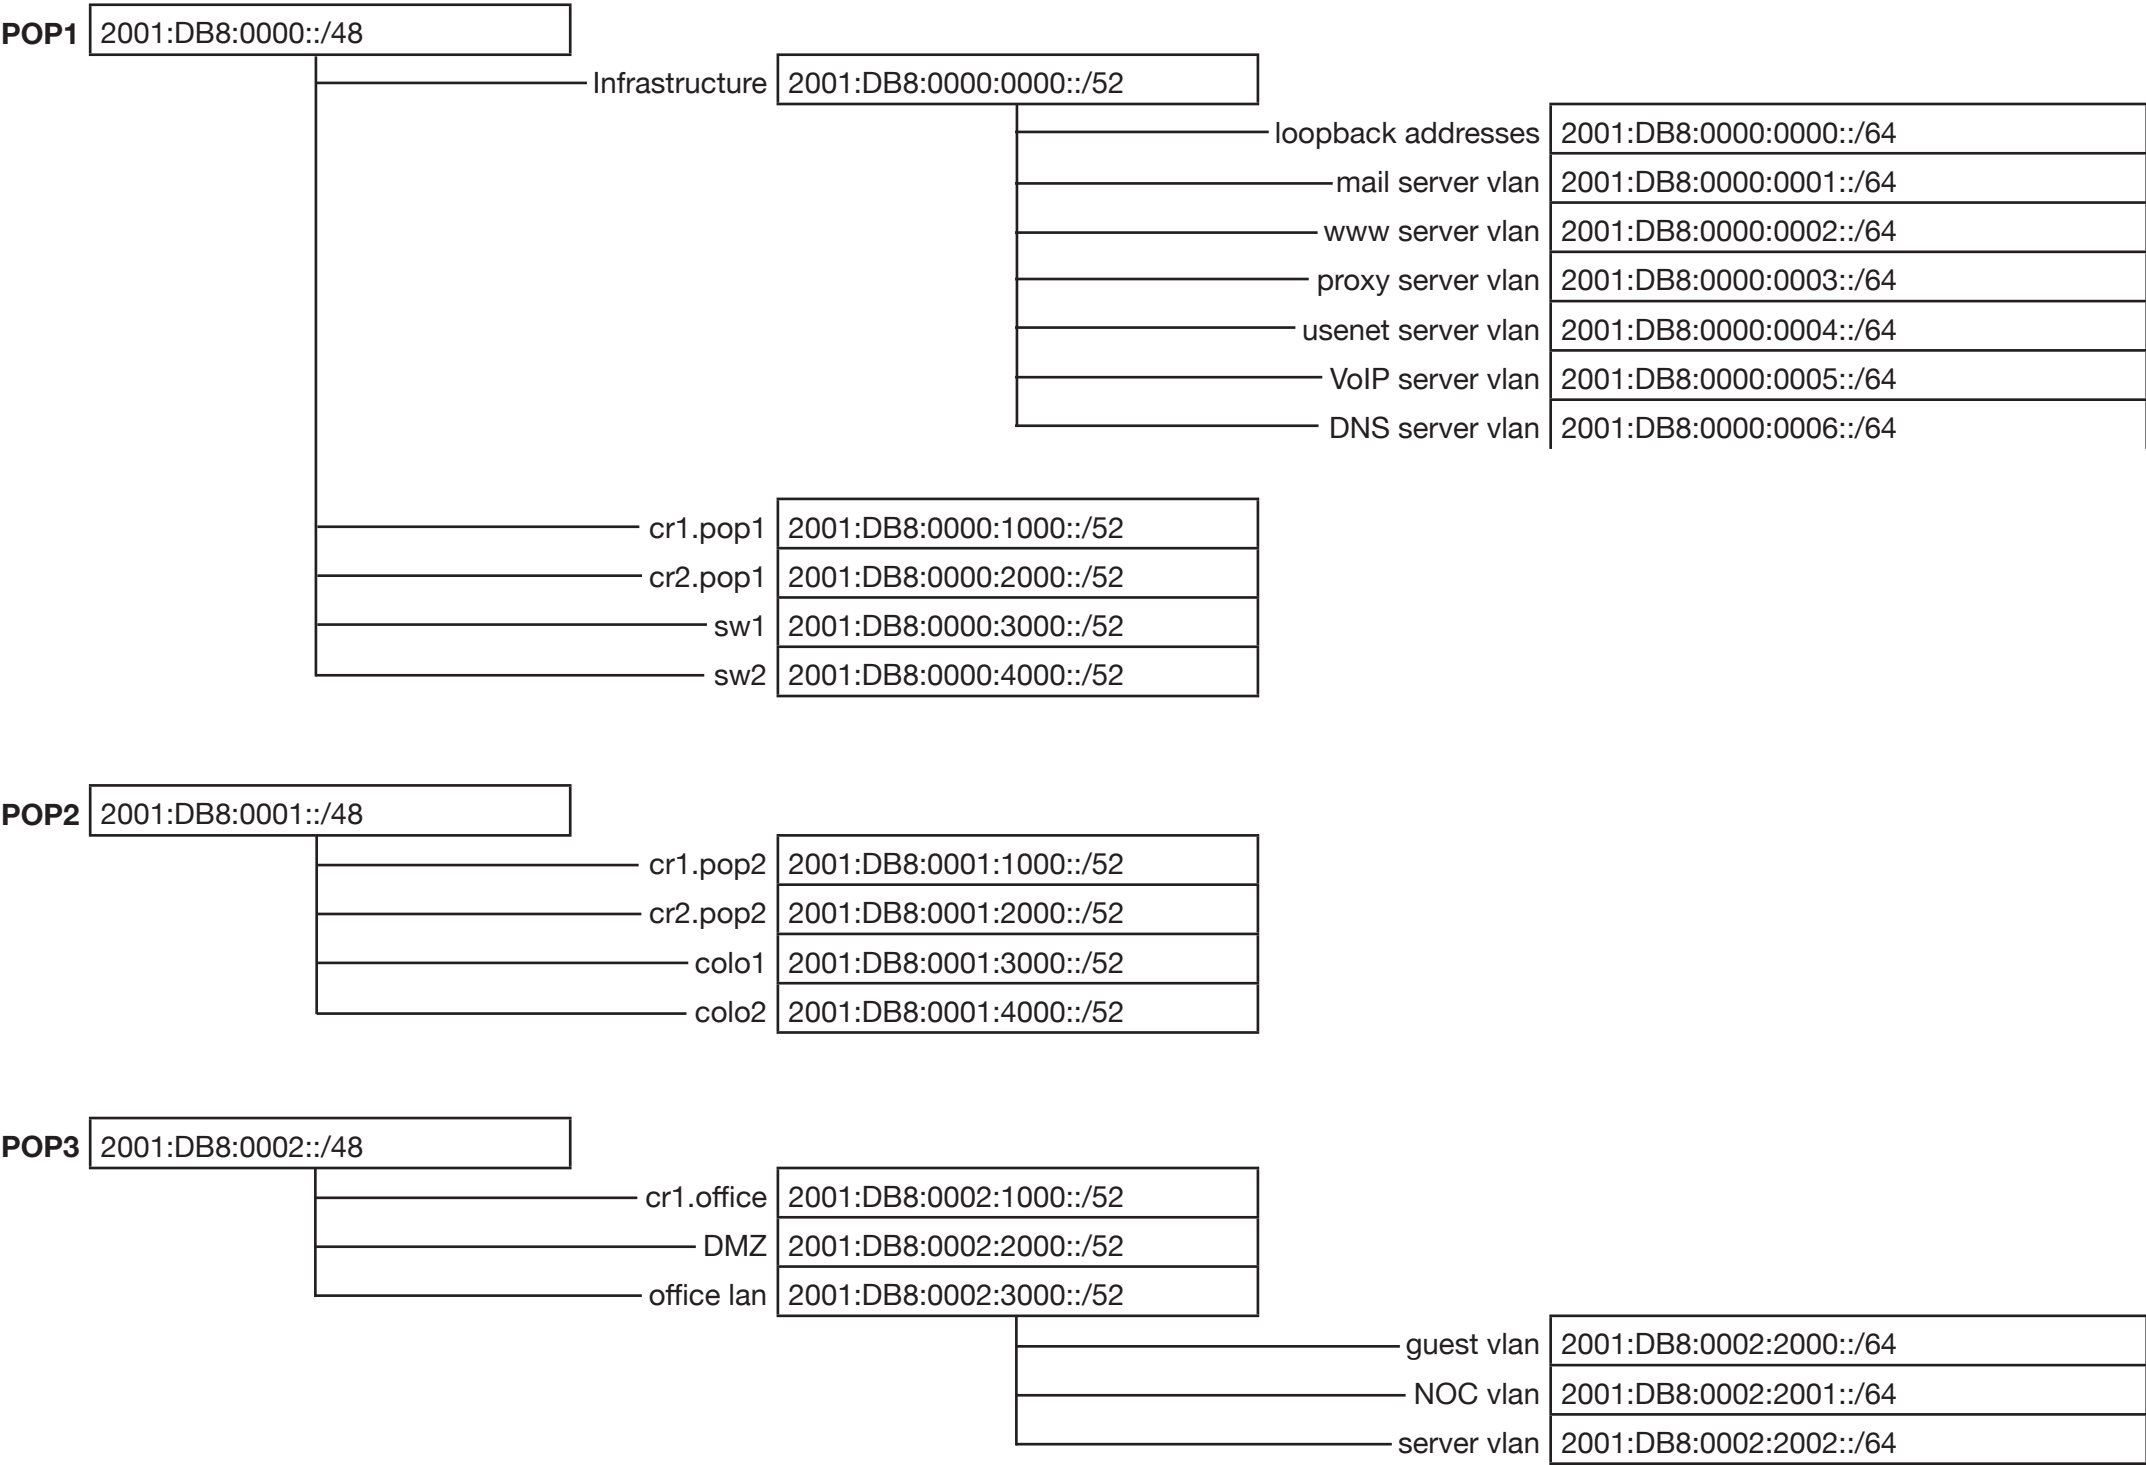 POP1 2001:DB8:0000::/48
Infrastructure 2001:DB8:0000:0000::/52
loopback addresses 2001:DB8:0000:0000::/64
mail server vlan 2001:DB8:0000:0001::/64
www server vlan 2001:DB8:0000:0002::/64
proxy server vlan 2001:DB8:0000:0003::/64
usenet server vlan 2001:DB8:0000:0004::/64
VoIP server vlan 2001:DB8:0000:0005::/64
DNS server vlan 2001:DB8:0000:0006::/64
cr1.pop1 2001:DB8:0000:1000::/52
cr2.pop1 2001:DB8:0000:2000::/52
sw1 2001:DB8:0000:3000::/52
sw2 2001:DB8:0000:4000::/52
POP2 2001:DB8:0001::/48
cr1.pop2 2001:DB8:0001:1000::/52
cr2.pop2 2001:DB8:0001:2000::/52
colo1 2001:DB8:0001:3000::/52
colo2 2001:DB8:0001:4000::/52
POP3 2001:DB8:0002::/48
cr1.office 2001:DB8:0002:1000::/52
DMZ 2001:DB8:0002:2000::/52
office lan 2001:DB8:0002:3000::/52
guest vlan 2001:DB8:0002:2000::/64
NOC vlan 2001:DB8:0002:2001::/64
server vlan 2001:DB8:0002:2002::/64